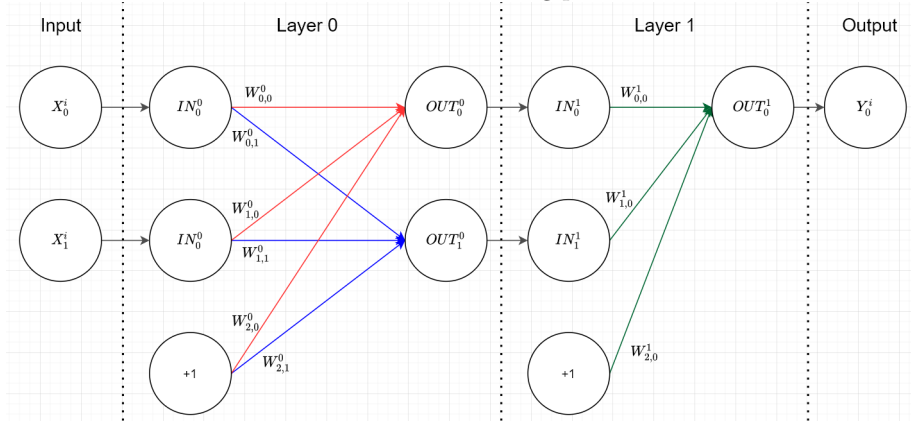 Input
Layer 0
Layer 1
Output
$X_0^i$
$IN_0^0$
$W_{0,0}^0$
$W_{0,1}^0$
$OUT_0^0$
$IN_0^1$
$W_{0,0}^1$
$OUT_0^1$
$Y_0^i$
$X_1^i$
$IN_0^0$
$W_{1,0}^0$
$W_{1,1}^0$
$OUT_1^0$
$IN_1^1$
$W_{1,0}^1$
+1
$W_{2,0}^0$
$W_{2,1}^0$
+1
$W_{2,0}^1$